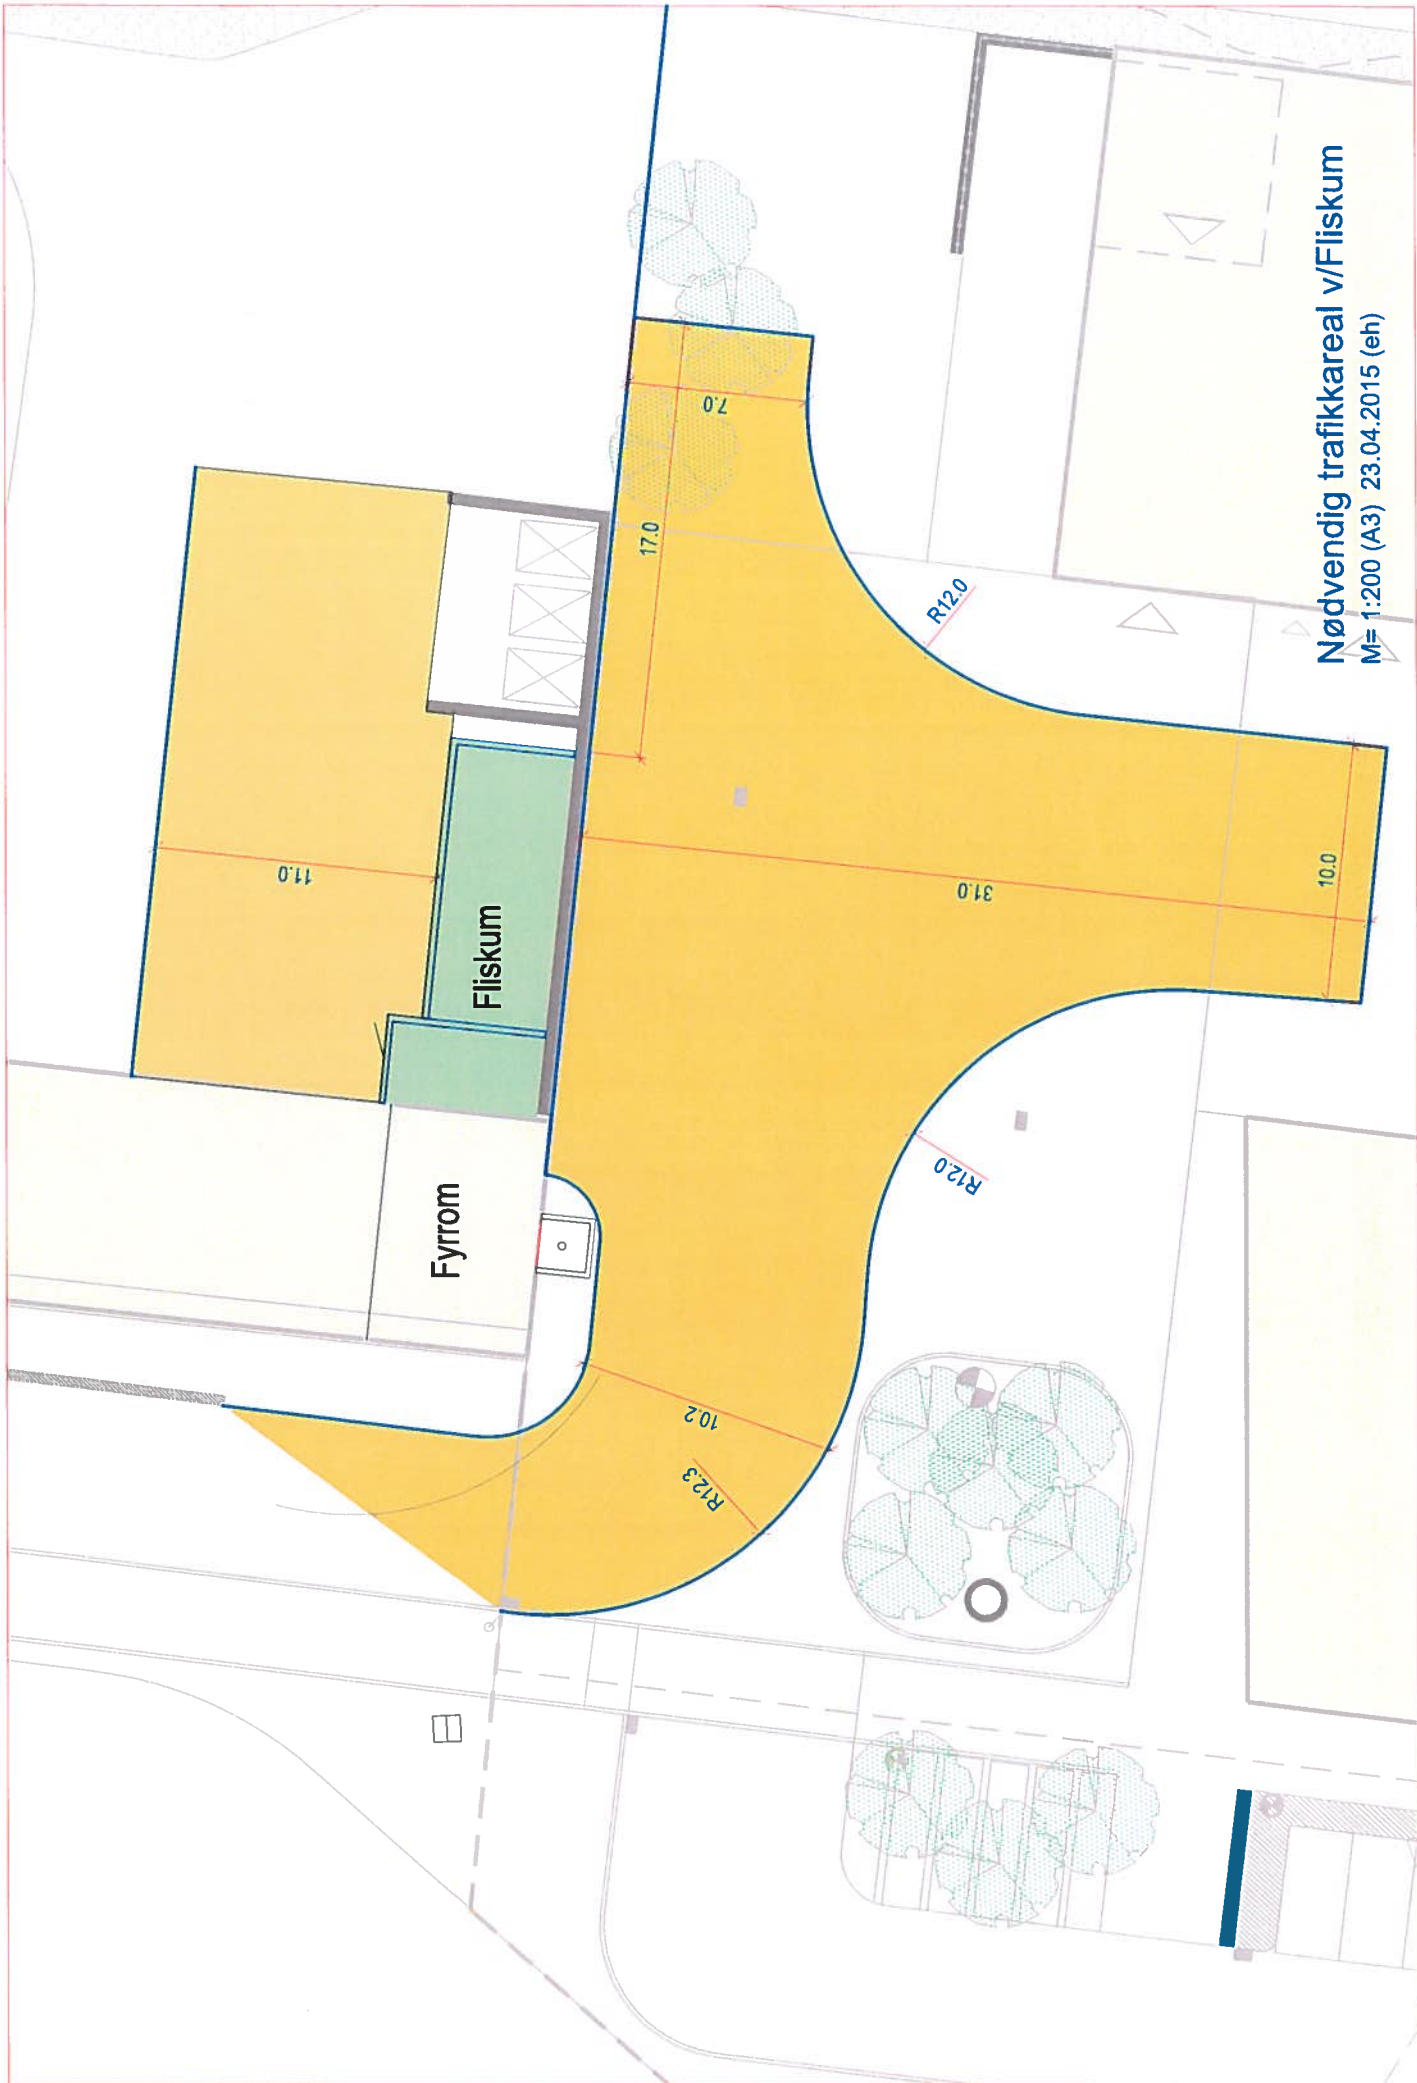 Nødvendig trafikkareal v/Fliskum
M= 1:200 (A3) 23.04.2015 (eh)
Fliskum
Fyrrom
11.0
17.0
7.0
R12.0
31.0
10.0
R12.0
10.2
R12.3